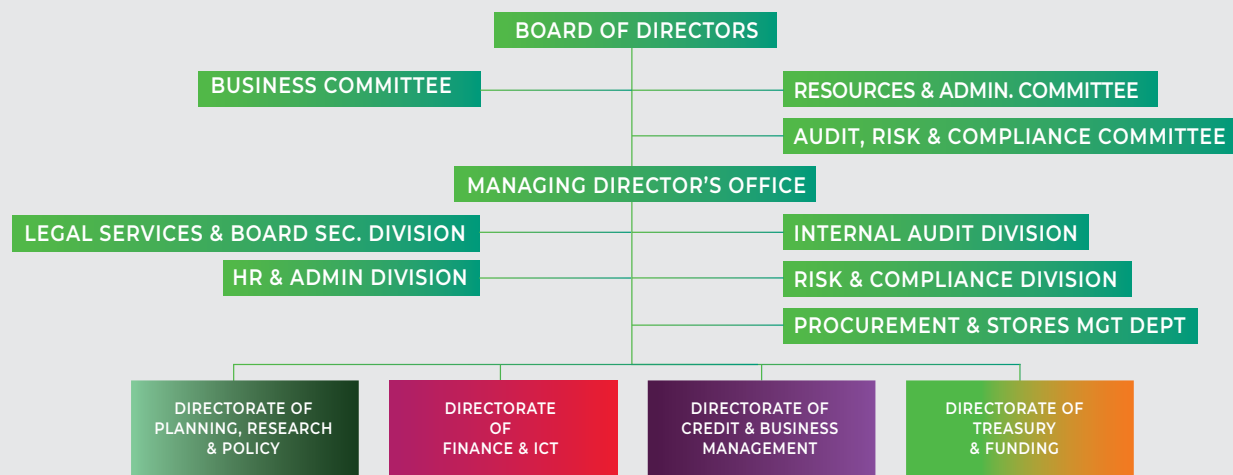 BOARD OF DIRECTORS
BUSINESS COMMITTEE
RESOURCES & ADMIN. COMMITTEE
AUDIT, RISK & COMPLIANCE COMMITTEE
MANAGING DIRECTOR’S OFFICE
LEGAL SERVICES & BOARD SEC. DIVISION
INTERNAL AUDIT DIVISION
HR & ADMIN DIVISION
RISK & COMPLIANCE DIVISION
PROCUREMENT & STORES MGT DEPT
DIRECTORATE OF
PLANNING, RESEARCH
& POLICY
DIRECTORATE
OF
FINANCE & ICT
DIRECTORATE OF
CREDIT & BUSINESS
MANAGEMENT
DIRECTORATE OF
TREASURY
& FUNDING